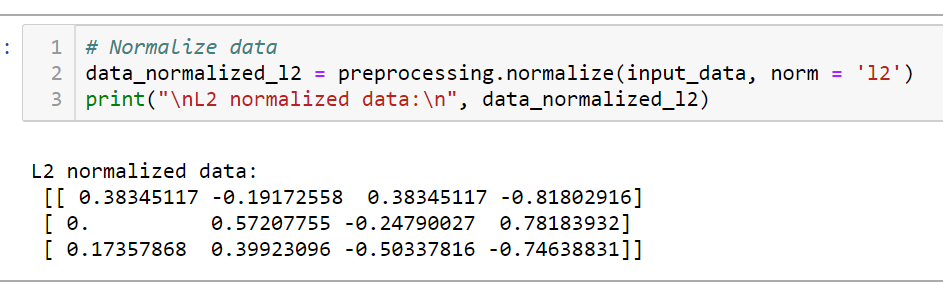 :
1 # Normalize data
2 data_normalized_l2 = preprocessing.normalize(input_data, norm = 'l2')
3 print("\nL2 normalized data:\n", data_normalized_l2)
L2 normalized data:
[[ 0.38345117 -0.19172558  0.38345117 -0.81802916]
[ 0.          0.57207755 -0.24790027  0.78183932]
[ 0.17357868  0.39923096 -0.50337816 -0.74638831]]